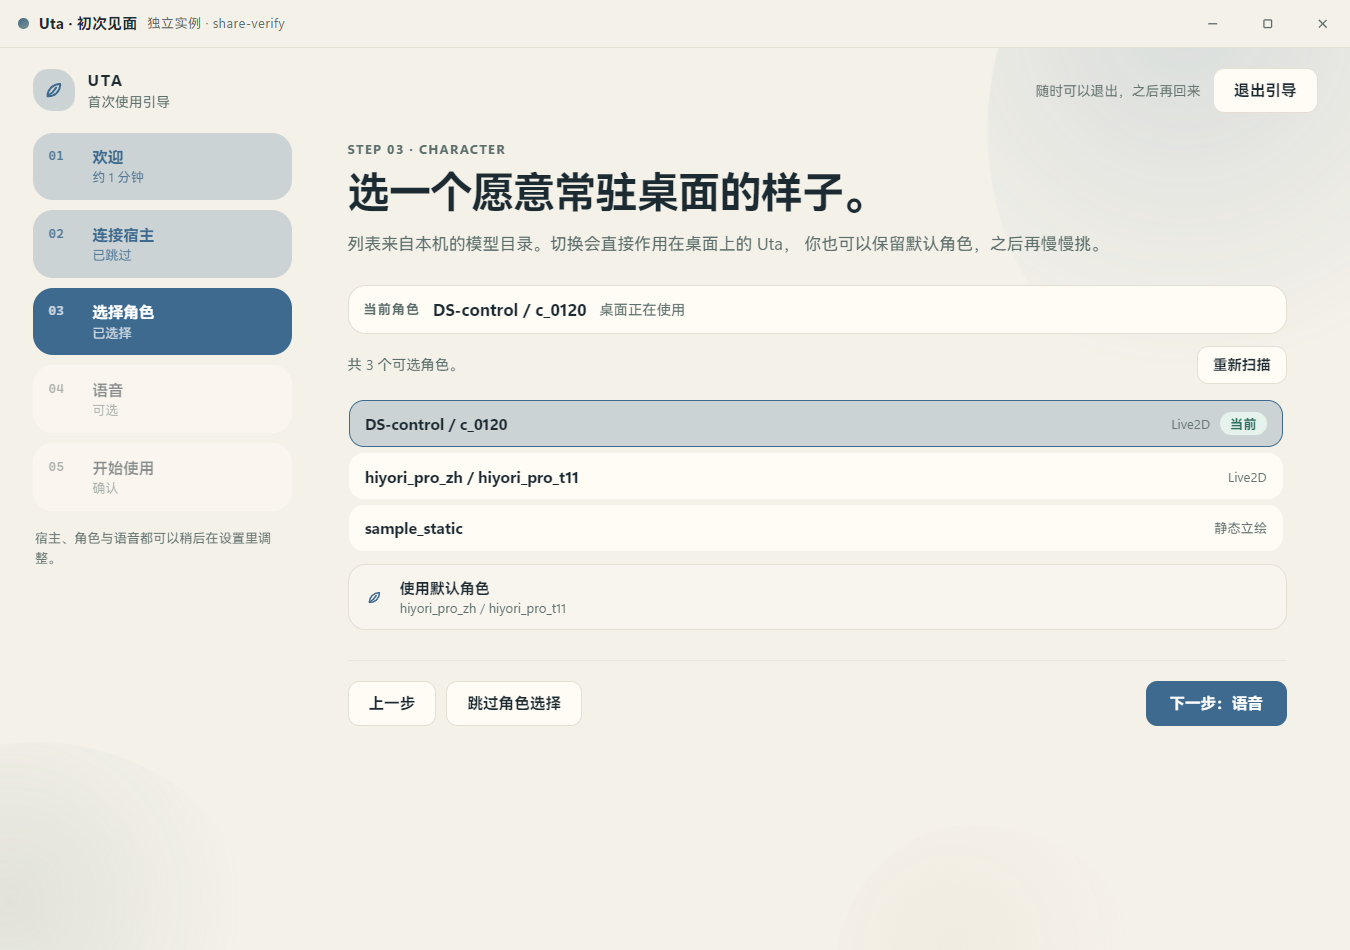 Uta · 初次见面 独立实例 · share-verify
UTA
首次使用引导
随时可以退出，之后再回来
退出引导
01 欢迎
约 1 分钟
02 连接宿主
已跳过
03 选择角色
已选择
04 语音
可选
05 开始使用
确认
宿主、角色与语音都可以稍后在设置里调
整。
STEP 03 · CHARACTER
选一个愿意常驻桌面的样子。
列表来自本机的模型目录。切换会直接作用在桌面上的 Uta， 你也可以保留默认角色，之后再慢慢挑。
当前角色 DS-control / c_0120 桌面正在使用
共 3 个可选角色。
重新扫描
DS-control / c_0120 Live2D 当前
hiyori_pro_zh / hiyori_pro_t11 Live2D
sample_static 静态立绘
使用默认角色
hiyori_pro_zh / hiyori_pro_t11
上一步
跳过角色选择
下一步：语音